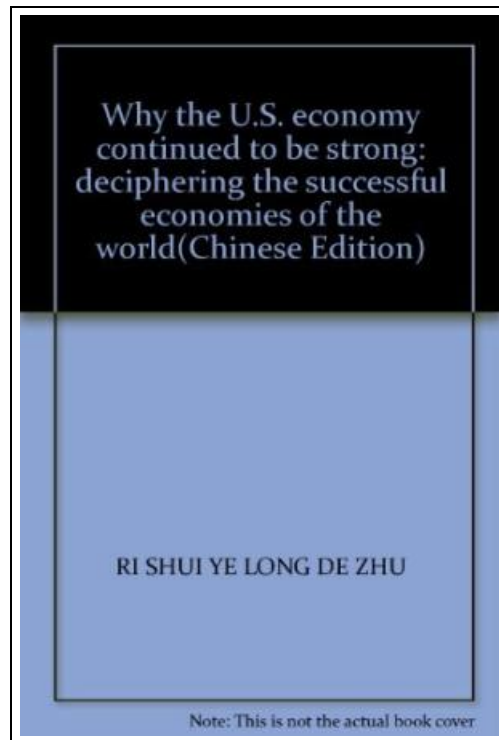 Why the U.S. economy
continued to be strong:
deciphering the successful
economies of the
world(Chinese Edition)
RI SHUI YE LONG DE ZHU
Note: This is not the actual book cover